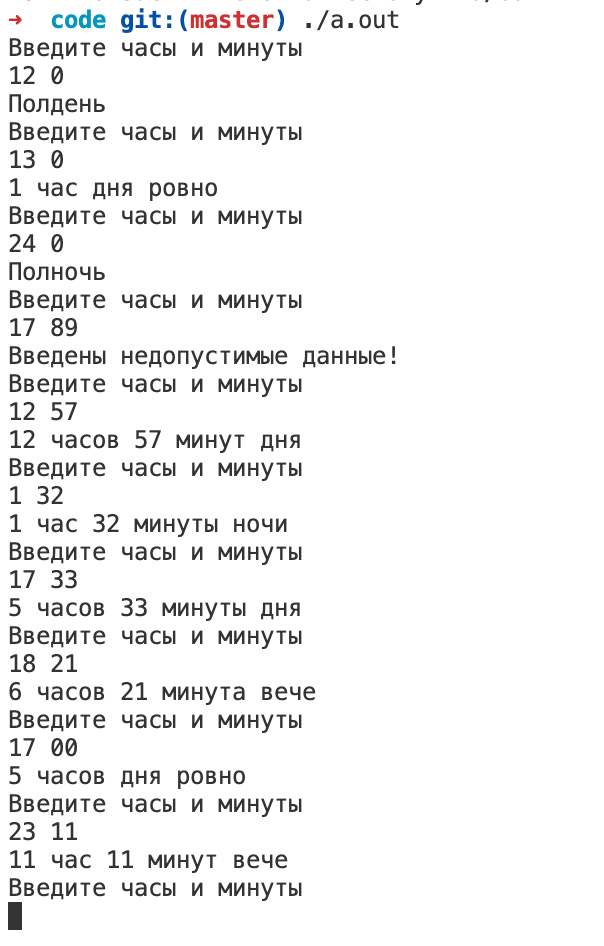 ➜  code git:(master) ./a.out
Введите часы и минуты
12 0
Полдень
Введите часы и минуты
13 0
1 час дня ровно
Введите часы и минуты
24 0
Полночь
Введите часы и минуты
17 89
Введены недопустимые данные!
Введите часы и минуты
12 57
12 часов 57 минут дня
Введите часы и минуты
1 32
1 час 32 минуты ночи
Введите часы и минуты
17 33
5 часов 33 минуты дня
Введите часы и минуты
18 21
6 часов 21 минута вече
Введите часы и минуты
17 00
5 часов дня ровно
Введите часы и минуты
23 11
11 час 11 минут вече
Введите часы и минуты